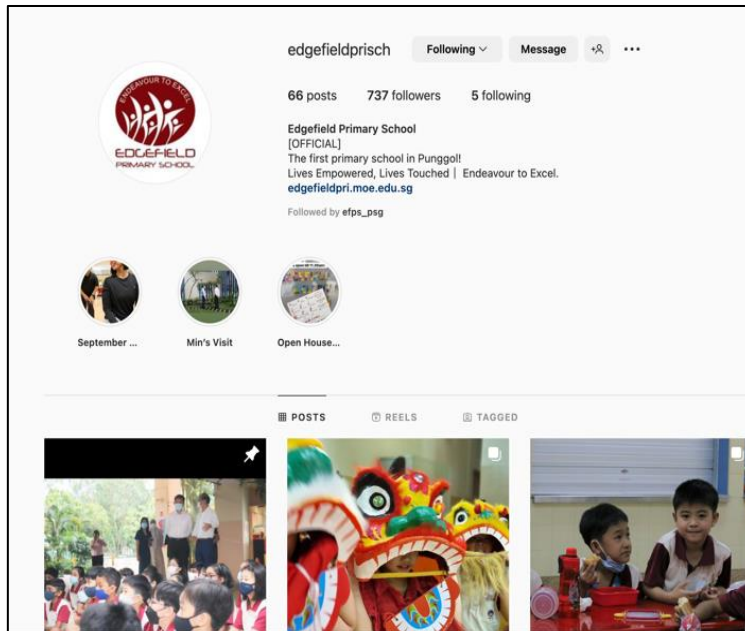 edgefieldprisch Following Message
66 posts 737 followers 5 following
Edgefield Primary School
[OFFICIAL]
The first primary school in Punggol!
Lives Empowered, Lives Touched | Endeavour to Excel.
edgefieldpri.moe.edu.sg
Followed by efps_psg
ENDEAVOUR TO EXCEL
EDGEFIELD
PRIMARY SCHOOL
September ... Min's Visit Open House...
POSTS REELS TAGGED